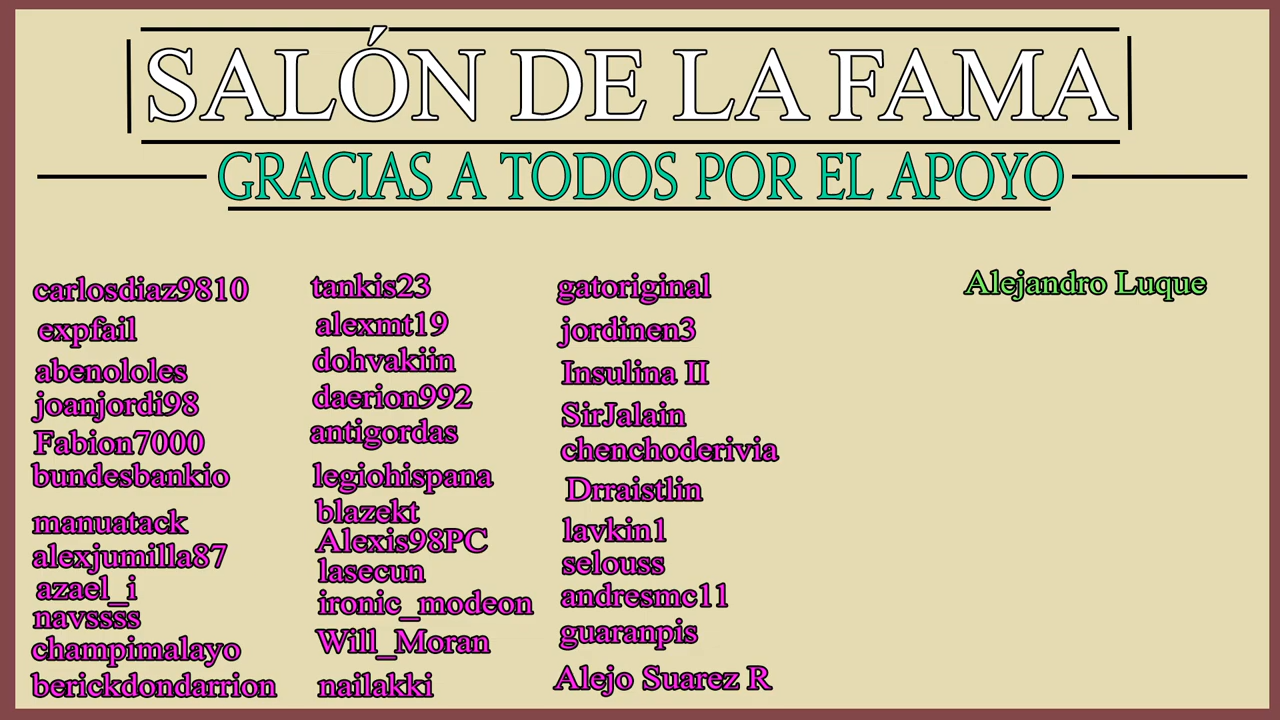 SALÓN DE LA FAMA
GRACIAS A TODOS POR EL APOYO
carlosdiaz9810
expfail
abenololes
joanjordi98
Fabion7000
bundesbankio
manuatack
alexjumilla87
azael_i
navssss
champimalayo
berickdondarrion
tankis23
alexmt19
dohvakiin
daerion992
antigordas
legiohispana
blazekt
Alexis98PC
lasecun
ironic_modeon
Will_Moran
nailakki
gatoriginal
jordinen3
Insulina II
SirJalain
chenchoderivia
Drraistlin
lavkin1
selouss
andresmc11
guaranpis
Alejo Suarez R
Alejandro Luque